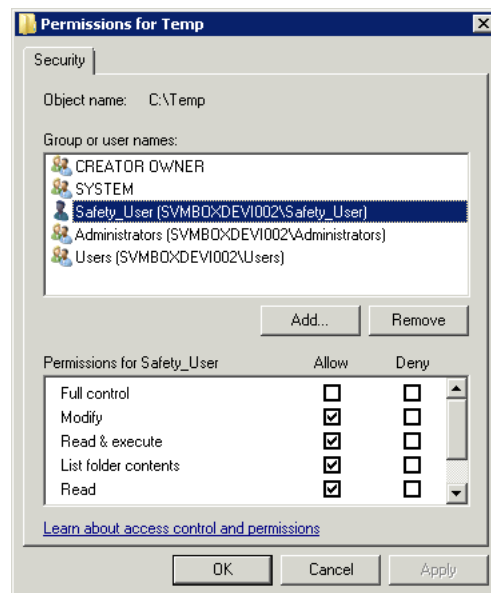 Permissions for Temp
Security
Object name: C:\Temp
Group or user names:
CREATOR OWNER
SYSTEM
Safety_User (SVMBOXDEVI002\Safety_User)
Administrators (SVMBOXDEVI002\Administrators)
Users (SVMBOXDEVI002\Users)
Add... Remove
Permissions for Safety_User Allow Deny
Full control
Modify
Read & execute
List folder contents
Read
Learn about access control and permissions
OK Cancel Apply